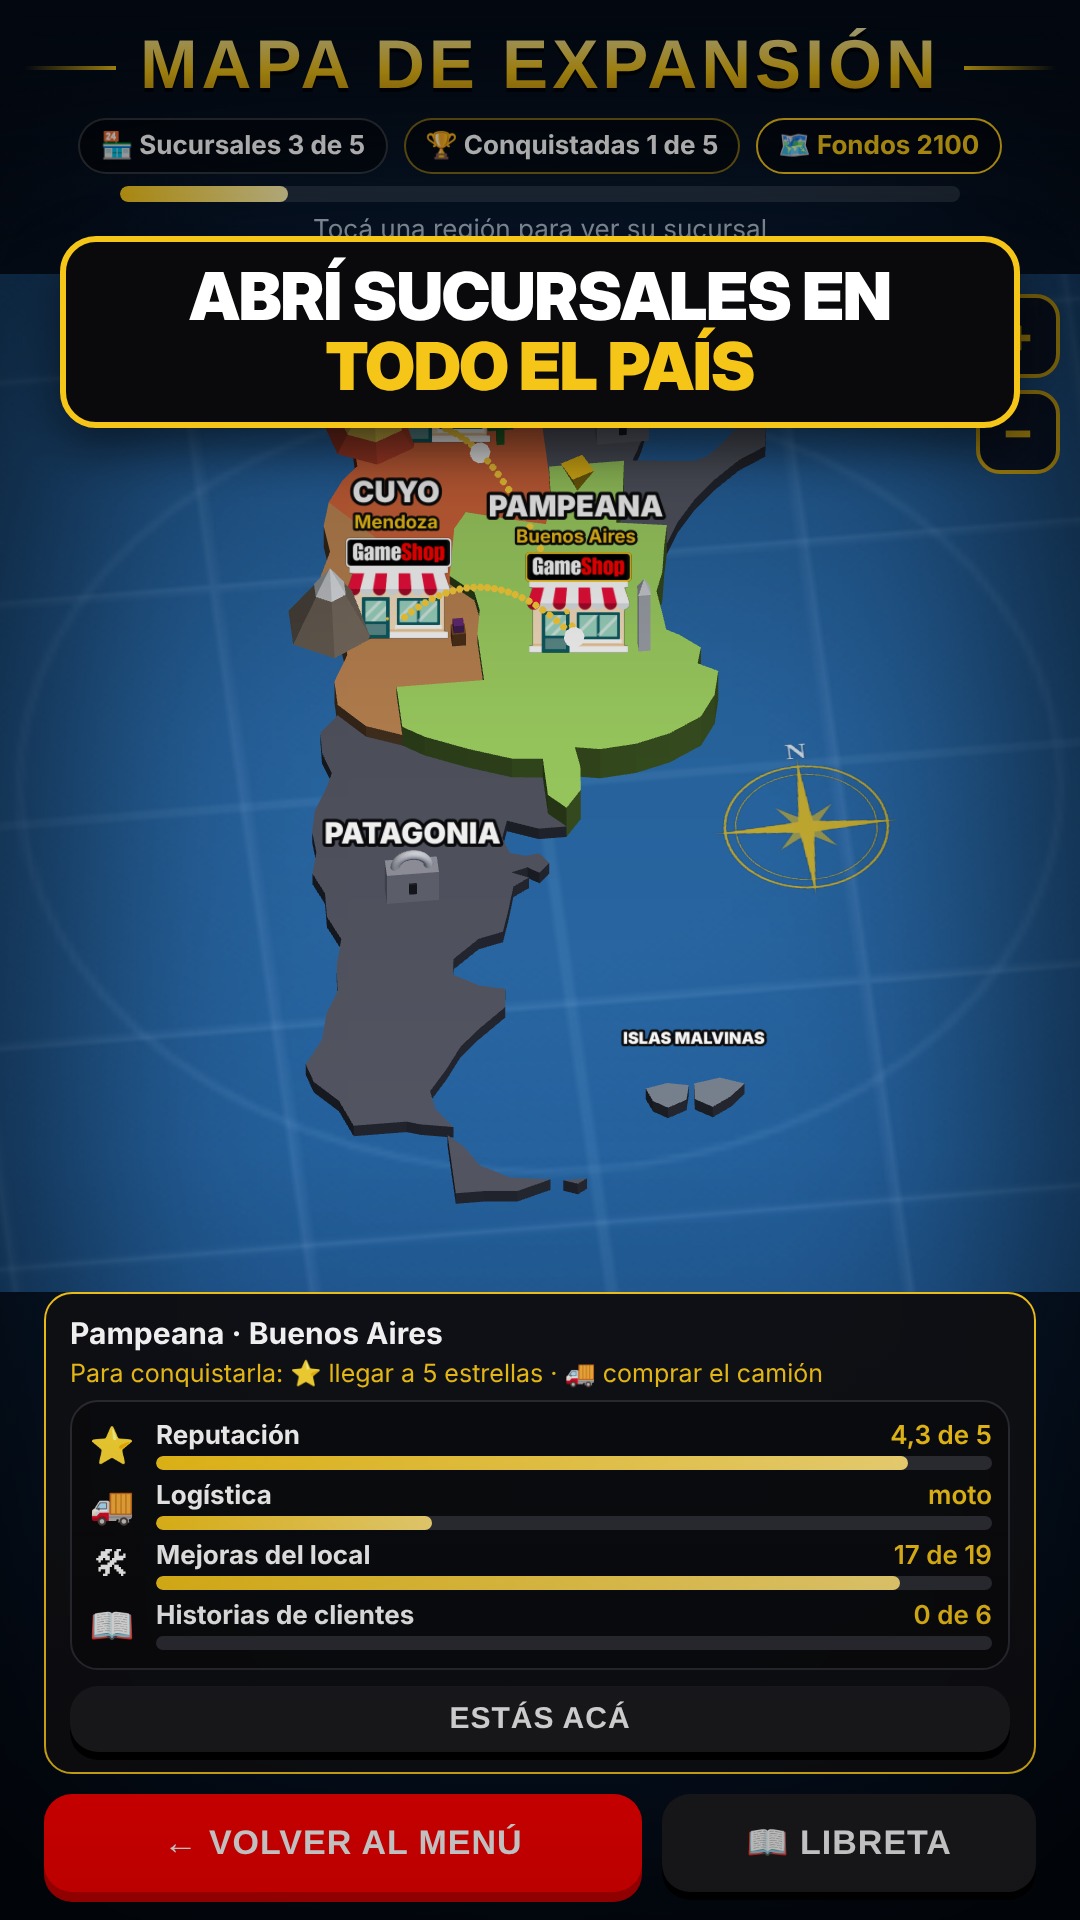 MAPA DE EXPANSIÓN
🏪 Sucursales 3 de 5
🏆 Conquistadas 1 de 5
🗺️ Fondos 2100
Tocá una región para ver su sucursal
ABRÍ SUCURSALES EN
TODO EL PAÍS
CUYO
Mendoza
GameShop
PAMPEANA
Buenos Aires
GameShop
N
PATAGONIA
ISLAS MALVINAS
Pampeana · Buenos Aires
Para conquistarla: ⭐ llegar a 5 estrellas · 🚚 comprar el camión
Reputación 4,3 de 5
Logística moto
Mejoras del local 17 de 19
Historias de clientes 0 de 6
ESTÁS ACÁ
← VOLVER AL MENÚ
📖 LIBRETA